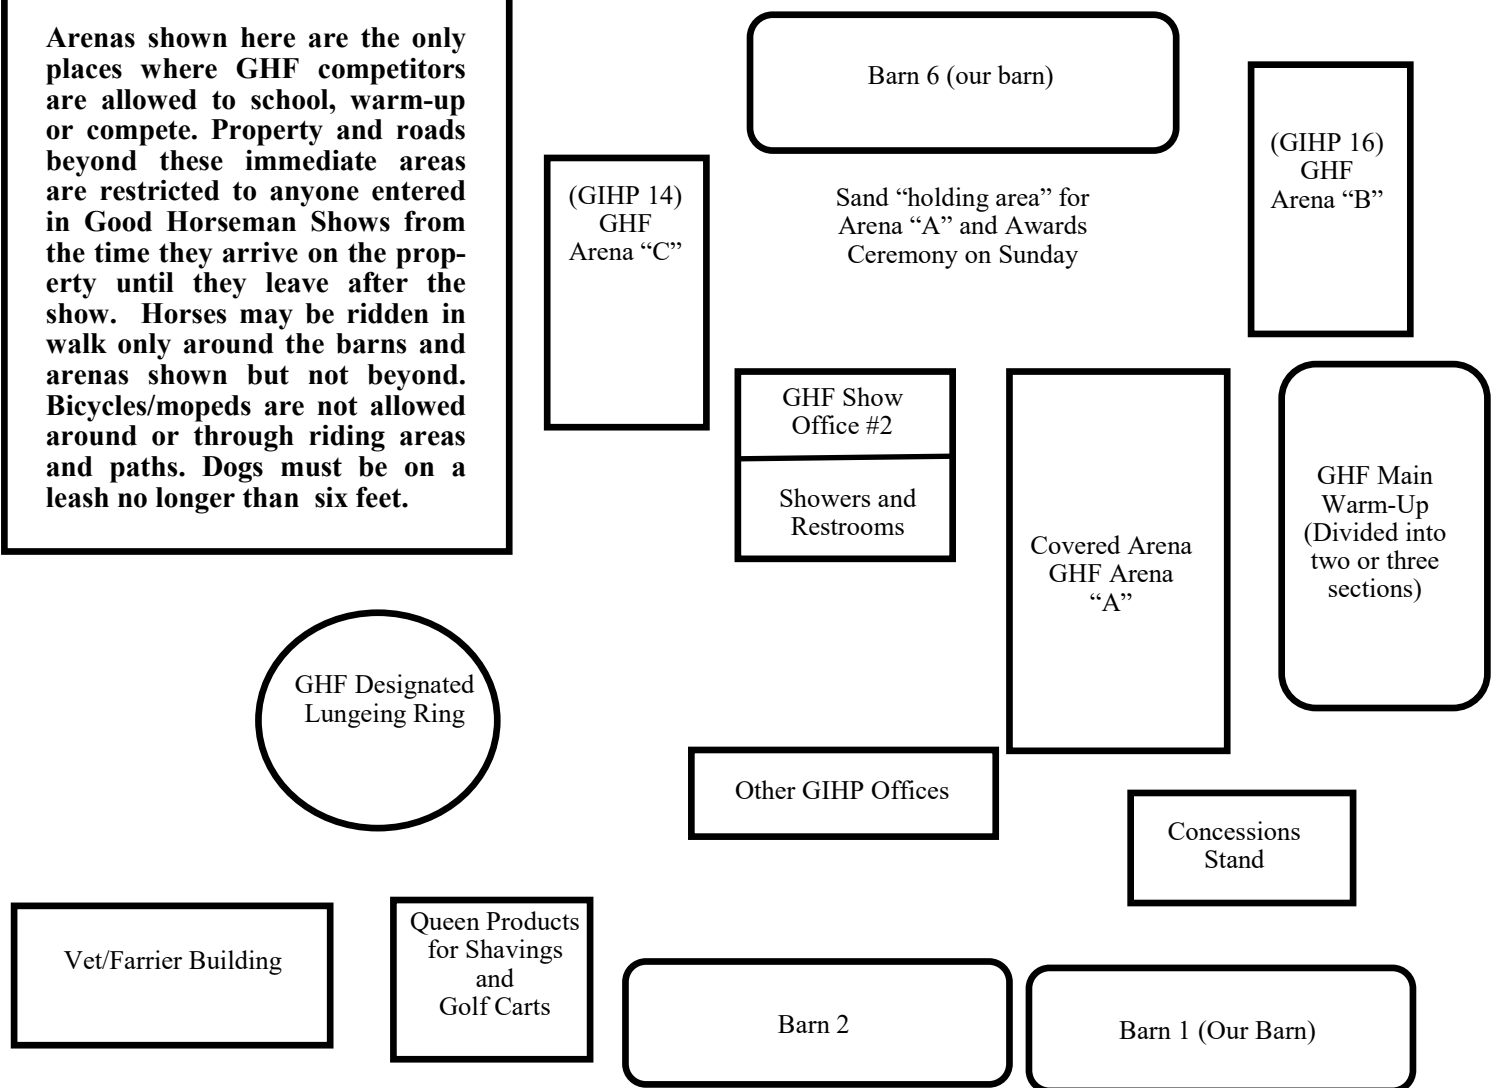 Arenas shown here are the only
places where GHF competitors
are allowed to school, warm-up
or compete. Property and roads
beyond these immediate areas
are restricted to anyone entered
in Good Horseman Shows from
the time they arrive on the prop-
erty until they leave after the
show.  Horses may be ridden in
walk only around the barns and
arenas shown but not beyond.
Bicycles/mopeds are not allowed
around or through riding areas
and paths. Dogs must be on a
leash no longer than  six feet.
Barn 6 (our barn)
(GIHP 16)
GHF
Arena “B”
(GIHP 14)
GHF
Arena “C”
Sand “holding area” for
Arena “A” and Awards
Ceremony on Sunday
GHF Show
Office #2
Showers and
Restrooms
Covered Arena
GHF Arena
“A”
GHF Main
Warm-Up
(Divided into
two or three
sections)
GHF Designated
Lungeing Ring
Other GIHP Offices
Concessions
Stand
Vet/Farrier Building
Queen Products
for Shavings
and
Golf Carts
Barn 2
Barn 1 (Our Barn)